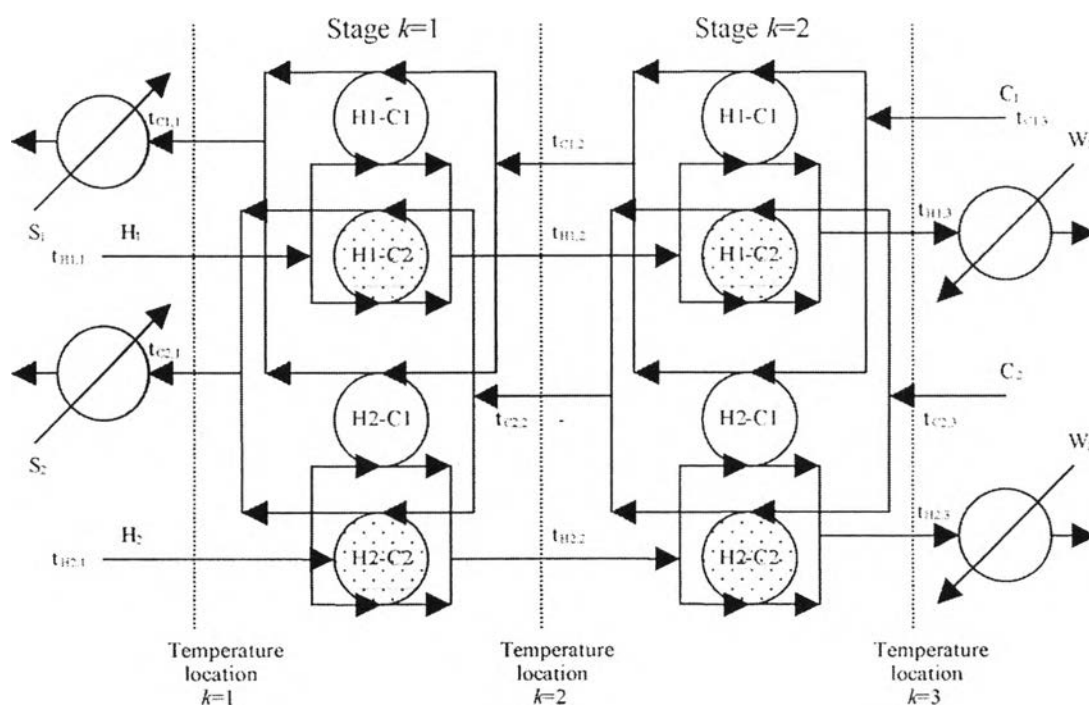 Stage k=1
Stage k=2
H1-C1
H1-C1
C₁
t_C1,3
t_C1,1
t_C1,2
S₁
H₁
t_H1,1
H1-C2
t_H1,2
H1-C2
t_H1,3
t_C2,1
C₂
S₂
H2-C1
t_C2,2
H2-C1
t_C2,3
H₂
t_H2,1
H2-C2
t_H2,2
H2-C2
t_H2,3
Temperature
location
k=1
Temperature
location
k=2
Temperature
location
k=3